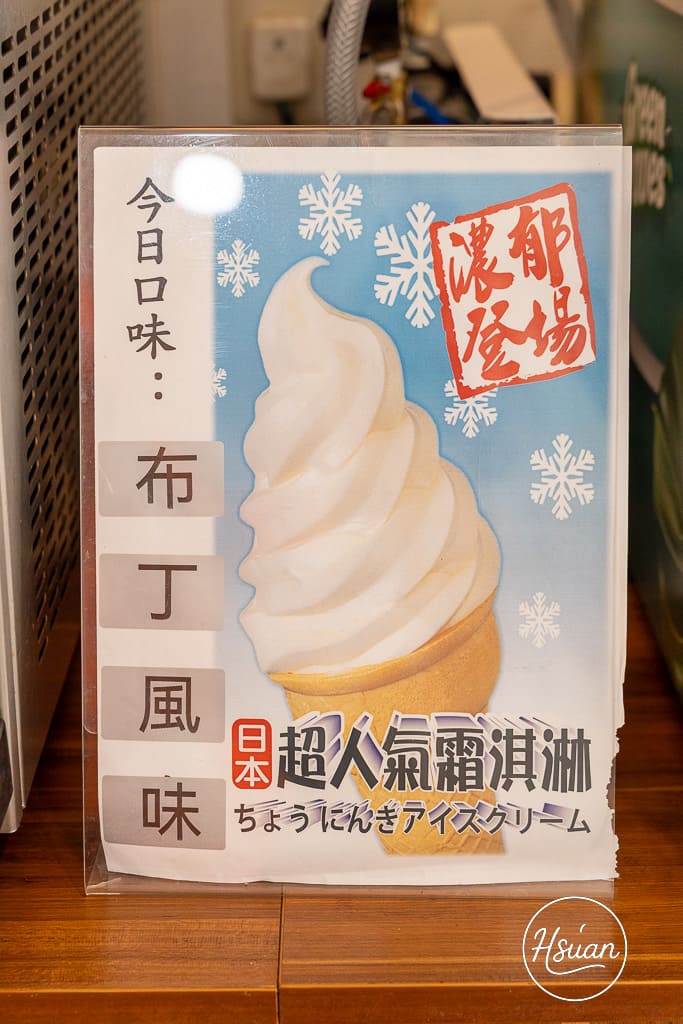 今日口味：
布丁風味
郁濃
登場
日本
超人氣霜淇淋
ちょうにんきアイスクリーム
Green
Hsuan